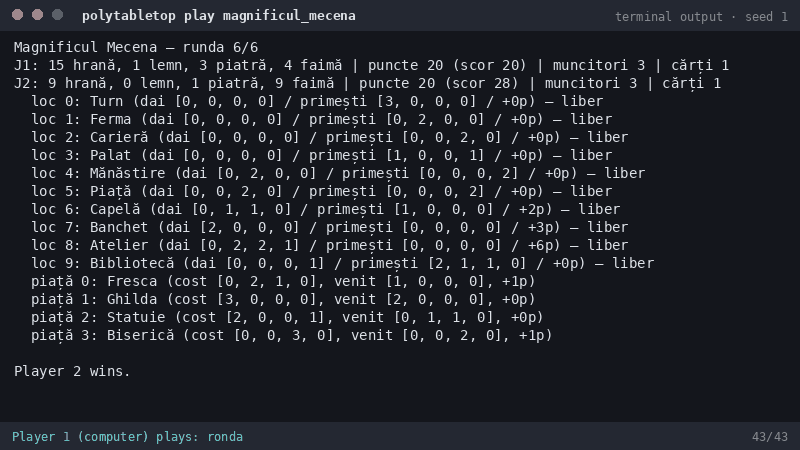 polytabletop play magnificul_mecena
terminal output · seed 1
Magnificul Mecena — runda 6/6
J1: 15 hrană, 1 lemn, 3 piatră, 4 faimă | puncte 20 (scor 20) | muncitori 3 | cărți 1
J2: 9 hrană, 0 lemn, 1 piatră, 9 faimă | puncte 20 (scor 28) | muncitori 3 | cărți 1
loc 0: Turn (dai [0, 0, 0, 0] / primești [3, 0, 0, 0] / +0p) — liber
loc 1: Ferma (dai [0, 0, 0, 0] / primești [0, 2, 0, 0] / +0p) — liber
loc 2: Carieră (dai [0, 0, 0, 0] / primești [0, 0, 2, 0] / +0p) — liber
loc 3: Palat (dai [0, 0, 0, 0] / primești [1, 0, 0, 1] / +0p) — liber
loc 4: Mănăstire (dai [0, 2, 0, 0] / primești [0, 0, 0, 2] / +0p) — liber
loc 5: Piață (dai [0, 0, 2, 0] / primești [0, 0, 0, 2] / +0p) — liber
loc 6: Capelă (dai [0, 1, 1, 0] / primești [1, 0, 0, 0] / +2p) — liber
loc 7: Banchet (dai [2, 0, 0, 0] / primești [0, 0, 0, 0] / +3p) — liber
loc 8: Atelier (dai [0, 2, 2, 1] / primești [0, 0, 0, 0] / +6p) — liber
loc 9: Bibliotecă (dai [0, 0, 0, 1] / primești [2, 1, 1, 0] / +0p) — liber
piață 0: Fresca (cost [0, 2, 1, 0], venit [1, 0, 0, 0], +1p)
piață 1: Ghilda (cost [3, 0, 0, 0], venit [2, 0, 0, 0], +0p)
piață 2: Statuie (cost [2, 0, 0, 1], venit [0, 1, 1, 0], +0p)
piață 3: Biserică (cost [0, 0, 3, 0], venit [0, 0, 2, 0], +1p)
Player 2 wins.
Player 1 (computer) plays: ronda
43/43